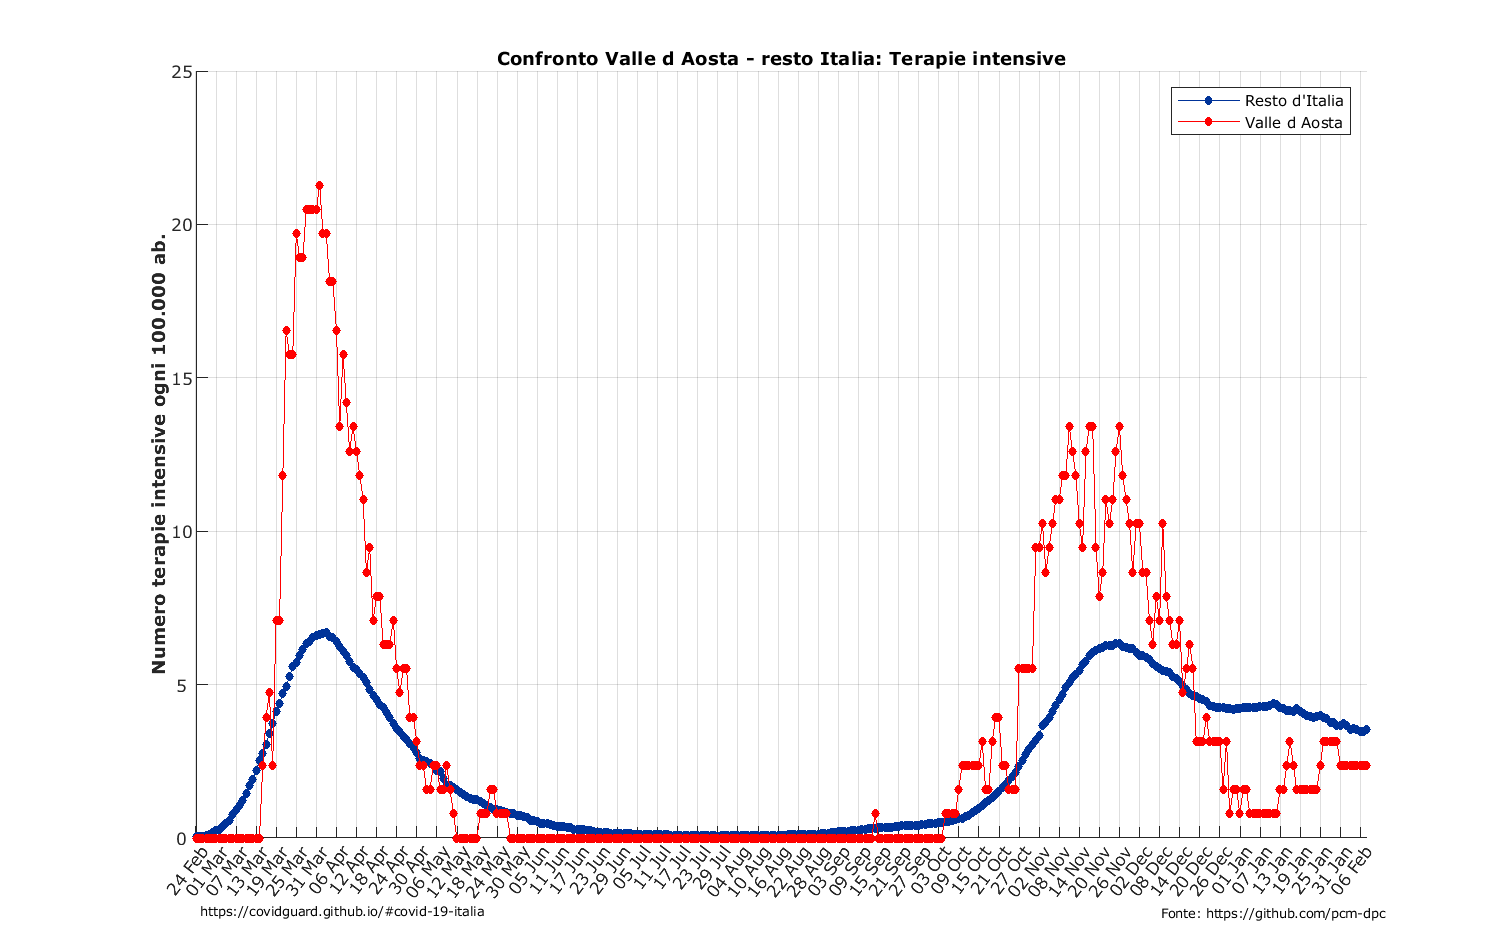 Confronto Valle d Aosta - resto Italia: Terapie intensive
Resto d'Italia
Valle d Aosta
Numero terapie intensive ogni 100.000 ab.
25
20
15
10
5
0
24 Feb
01 Mar
07 Mar
13 Mar
19 Mar
25 Mar
31 Mar
06 Apr
12 Apr
18 Apr
24 Apr
30 Apr
06 May
12 May
18 May
24 May
30 May
05 Jun
11 Jun
17 Jun
23 Jun
29 Jun
05 Jul
11 Jul
17 Jul
23 Jul
29 Jul
04 Aug
10 Aug
16 Aug
22 Aug
28 Aug
03 Sep
09 Sep
15 Sep
21 Sep
27 Sep
03 Oct
09 Oct
15 Oct
21 Oct
27 Oct
02 Nov
08 Nov
14 Nov
20 Nov
26 Nov
02 Dec
08 Dec
14 Dec
20 Dec
26 Dec
01 Jan
07 Jan
13 Jan
19 Jan
25 Jan
31 Jan
06 Feb
https://covidguard.github.io/#covid-19-italia
Fonte: https://github.com/pcm-dpc